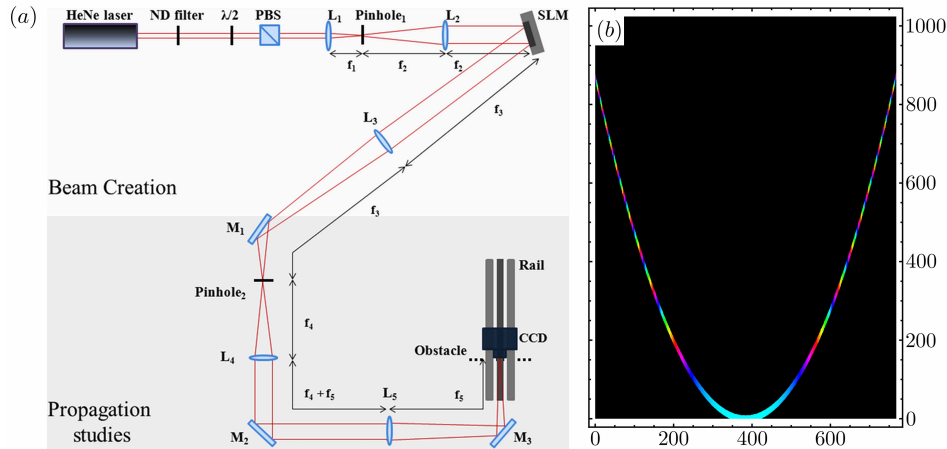 (a)
HeNe laser
ND filter
λ/2
PBS
L₁
Pinhole₁
L₂
SLM
f₁
f₂
f₂
f₃
L₃
Beam Creation
f₃
M₁
Pinhole₂
Rail
f₄
CCD
Obstacle
L₄
f₄ + f₅
L₅
f₅
Propagation
studies
M₂
M₃
(b)
1000
800
600
400
200
0
0
200
400
600